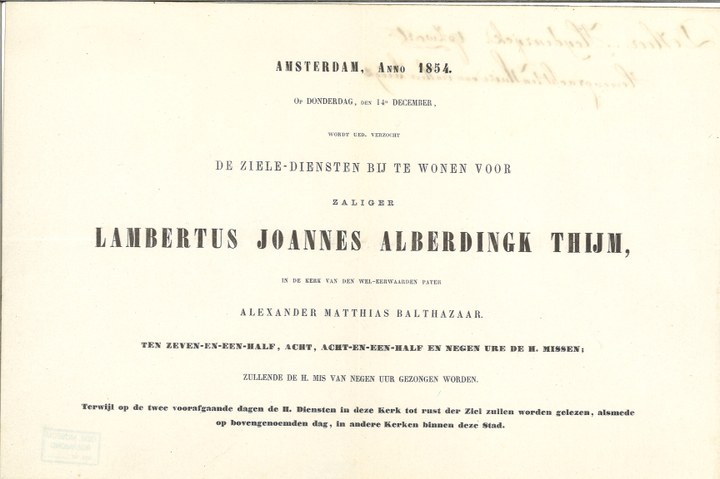 AMSTERDAM, ANNO 1854.
OP DONDERDAG, DEN 14ⁿ DECEMBER,
WORDT UED. VERZOCHT
DE ZIELE-DIENSTEN BIJ TE WONEN VOOR
ZALIGER
LAMBERTUS JOANNES ALBERDINGK THIJM,
IN DE KERK VAN DEN WEL-EERWAARDEN PATER
ALEXANDER MATTHIAS BALTHAZAAR.
TEN ZEVEN-EN-EEN-HALF, ACHT, ACHT-EN-EEN-HALF EN NEGEN URE DE H. MISSEN;
ZULLENDE DE H. MIS VAN NEGEN UUR GEZONGEN WORDEN.
Terwijl op de twee voorafgaande dagen de H. Diensten in deze Kerk tot rust der Ziel zullen worden gelezen, alsmede
op bovengenoemden dag, in andere Kerken binnen deze Stad.